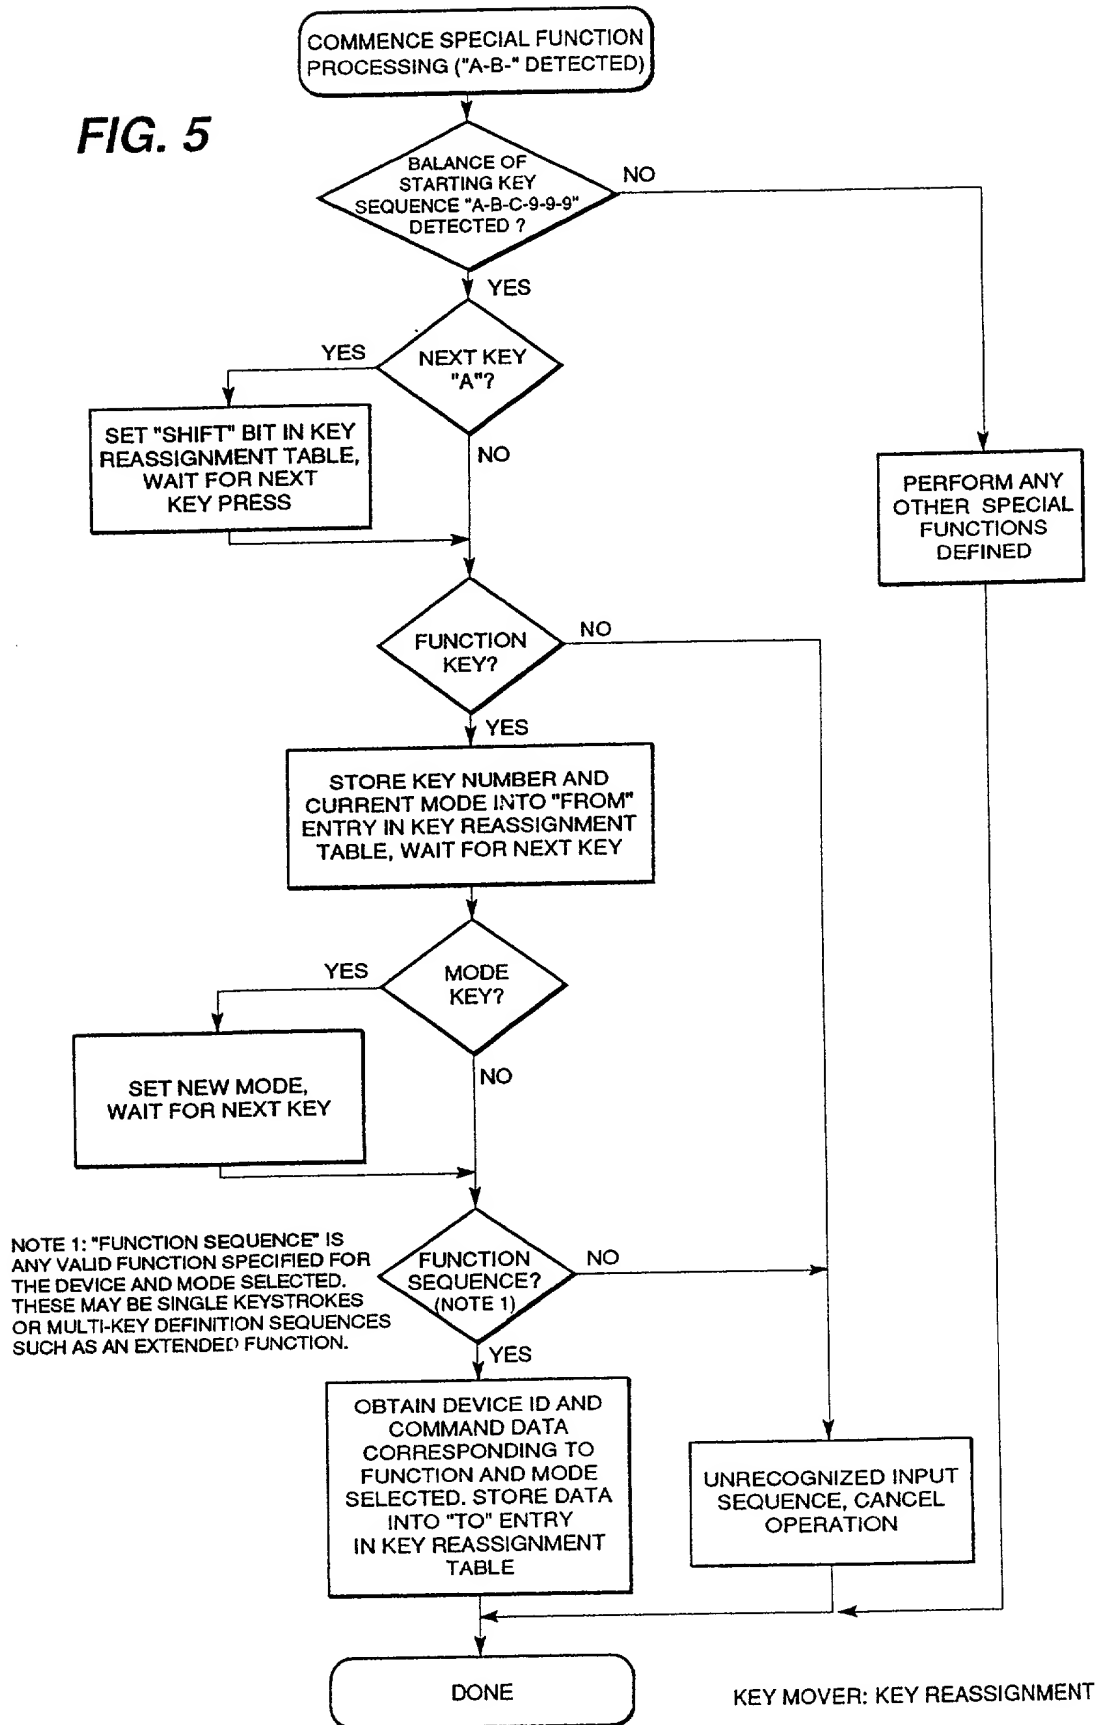 COMMENCE SPECIAL FUNCTION
PROCESSING ("A-B-" DETECTED)
FIG. 5
BALANCE OF
STARTING KEY
SEQUENCE "A-B-C-9-9-9"
DETECTED ?
NO
YES
NEXT KEY
"A"?
YES
NO
SET "SHIFT" BIT IN KEY
REASSIGNMENT TABLE,
WAIT FOR NEXT
KEY PRESS
PERFORM ANY
OTHER SPECIAL
FUNCTIONS
DEFINED
FUNCTION
KEY?
NO
YES
STORE KEY NUMBER AND
CURRENT MODE INTO "FROM"
ENTRY IN KEY REASSIGNMENT
TABLE, WAIT FOR NEXT KEY
MODE
KEY?
YES
NO
SET NEW MODE,
WAIT FOR NEXT KEY
NOTE 1: "FUNCTION SEQUENCE" IS
ANY VALID FUNCTION SPECIFIED FOR
THE DEVICE AND MODE SELECTED.
THESE MAY BE SINGLE KEYSTROKES
OR MULTI-KEY DEFINITION SEQUENCES
SUCH AS AN EXTENDED FUNCTION.
FUNCTION
SEQUENCE?
(NOTE 1)
NO
YES
OBTAIN DEVICE ID AND
COMMAND DATA
CORRESPONDING TO
FUNCTION AND MODE
SELECTED. STORE DATA
INTO "TO" ENTRY
IN KEY REASSIGNMENT
TABLE
UNRECOGNIZED INPUT
SEQUENCE, CANCEL
OPERATION
DONE
KEY MOVER: KEY REASSIGNMENT